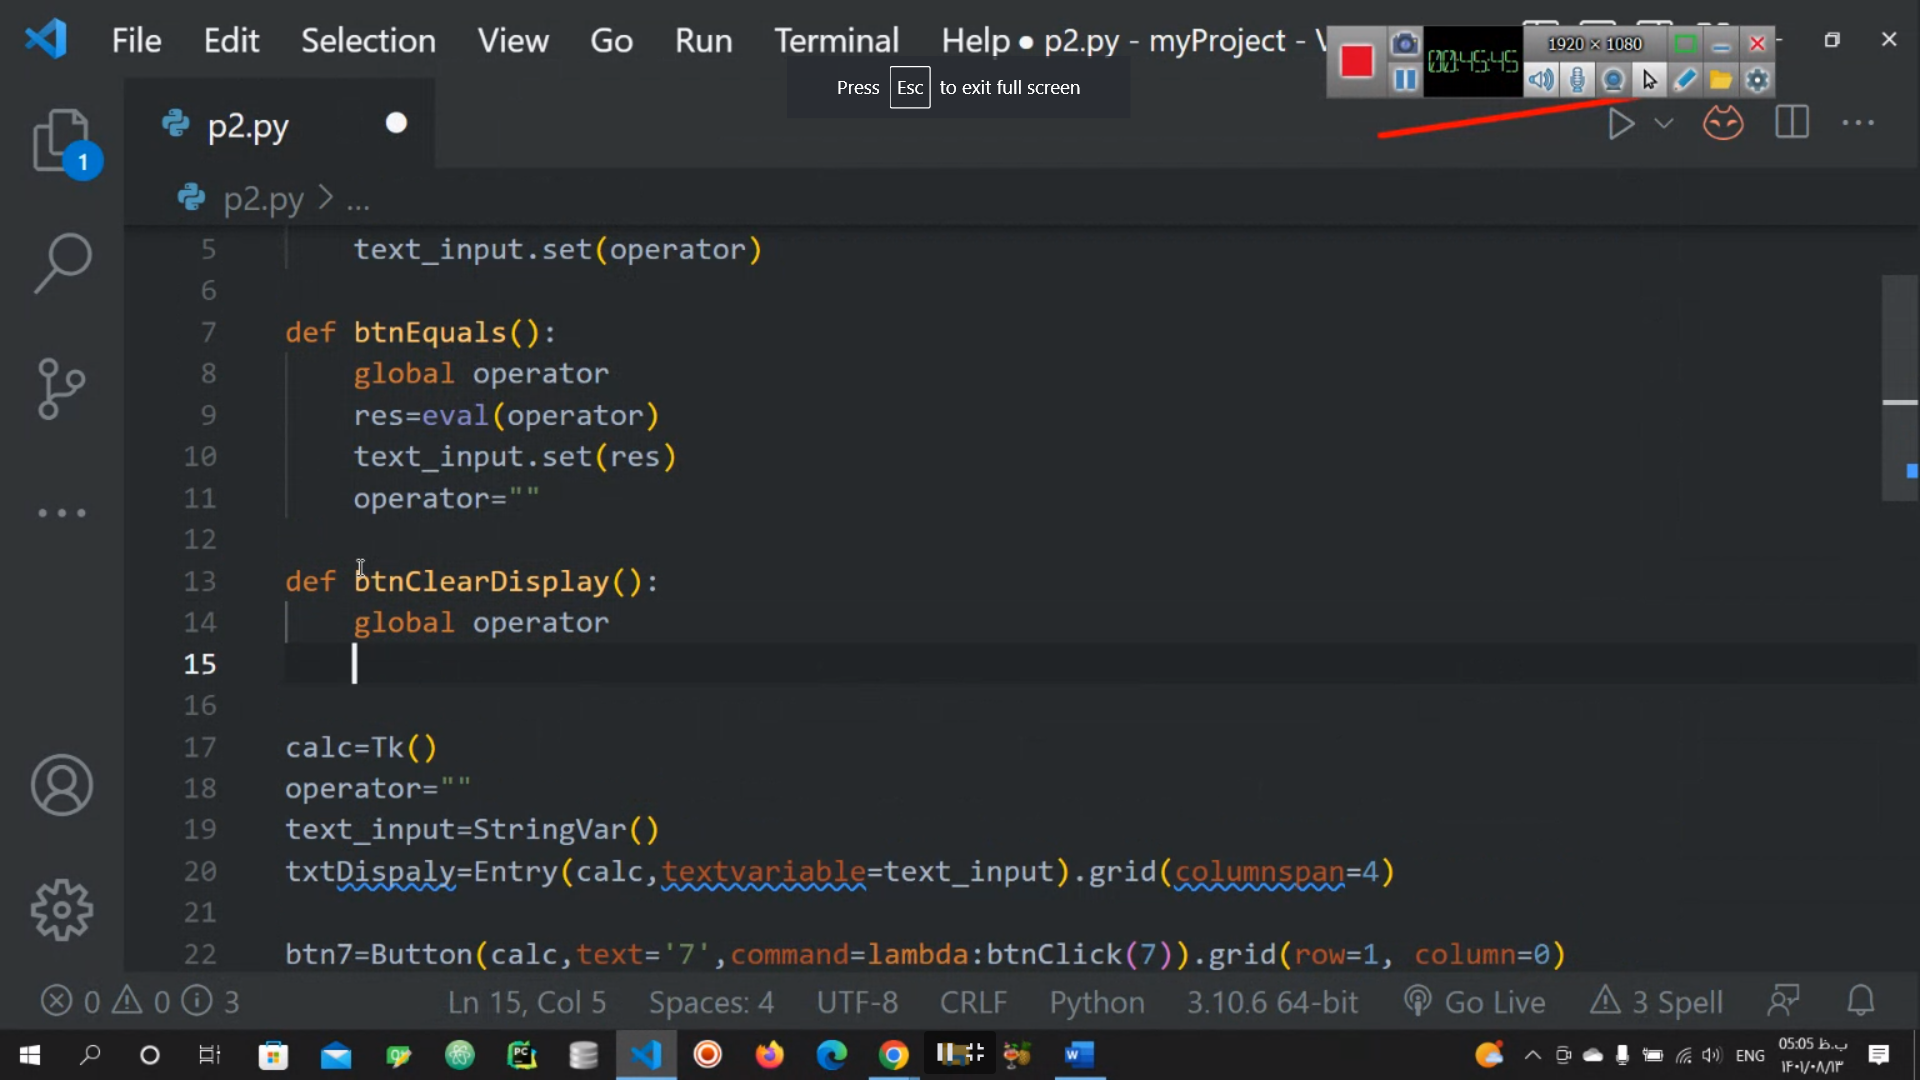 File Edit Selection View Go Run Terminal Help ● p2.py - myProject - V
1920 × 1080
00:45:45
Press Esc to exit full screen
p2.py
1
p2.py > ...
5 text_input.set(operator)
6
7 def btnEquals():
8 global operator
9 res=eval(operator)
10 text_input.set(res)
11 operator=""
12
13 def btnClearDisplay():
14 global operator
15
16
17 calc=Tk()
18 operator=""
19 text_input=StringVar()
20 txtDispaly=Entry(calc,textvariable=text_input).grid(columnspan=4)
21
22 btn7=Button(calc,text='7',command=lambda:btnClick(7)).grid(row=1, column=0)
0 0 3 Ln 15, Col 5 Spaces: 4 UTF-8 CRLF Python 3.10.6 64-bit Go Live 3 Spell
ENG
05:05 ب.ظ
۱۴۰۱/۰۸/۱۳